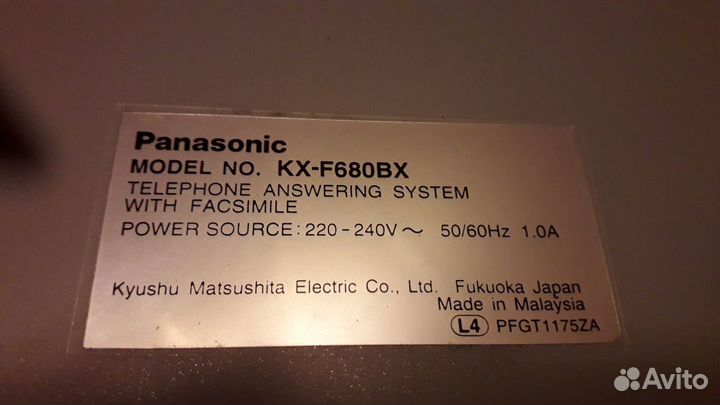 Panasonic
MODEL NO. KX-F680BX
TELEPHONE ANSWERING SYSTEM
WITH FACSIMILE
POWER SOURCE: 220-240V~ 50/60Hz 1.0A
Kyushu Matsushita Electric Co., Ltd. Fukuoka Japan
Made in Malaysia
L4 PFGT1175ZA
Avito